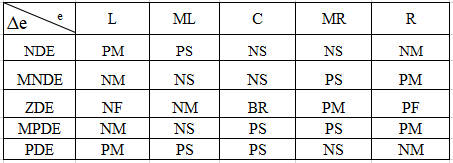 Δe e L ML C MR R
NDE PM PS NS NS NM
MNDE NM NS NS PS PM
ZDE NF NM BR PM PF
MPDE NM NS PS PS PM
PDE PM PS PS NS NM